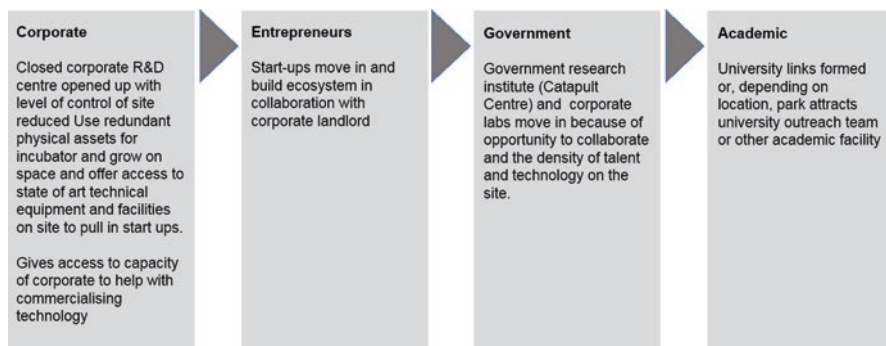 Corporate
Closed corporate R&D
centre opened up with
level of control of site
reduced Use redundant
physical assets for
incubator and grow on
space and offer access to
state of art technical
equipment and facilities
on site to pull in start ups.
Gives access to capacity
of corporate to help with
commercialising
technology
Entrepreneurs
Start-ups move in and
build ecosystem in
collaboration with
corporate landlord
Government
Government research
institute (Catapult
Centre) and corporate
labs move in because of
opportunity to collaborate
and the density of talent
and technology on the
site.
Academic
University links formed
or, depending on
location, park attracts
university outreach team
or other academic facility